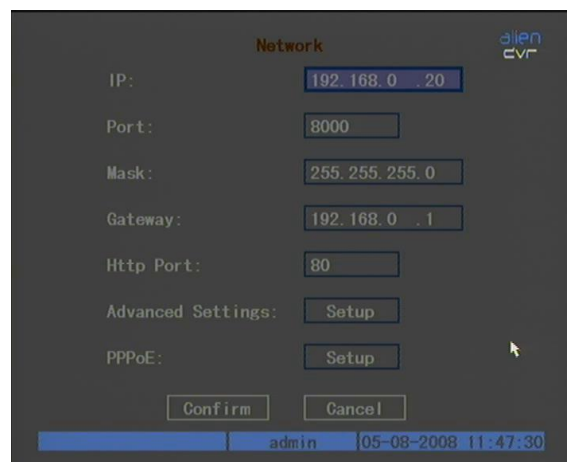 Network
alien
dvr
IP: 192.168.0 .20
Port: 8000
Mask: 255.255.255.0
Gateway: 192.168.0 .1
Http Port: 80
Advanced Settings: Setup
PPPoE: Setup
Confirm Cancel
admin 05-08-2008 11:47:30